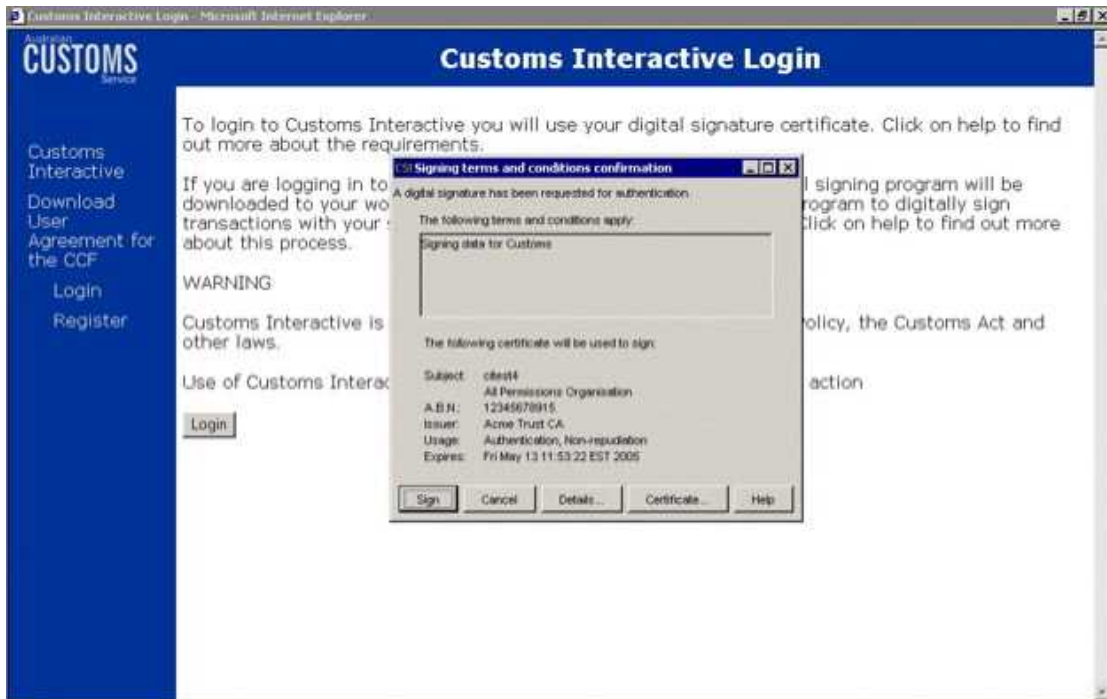 Customs Interactive Login - Microsoft Internet Explorer
Australian
CUSTOMS
Service
Customs Interactive Login
Customs
Interactive
Download
User
Agreement for
the CCF
Login
Register
To login to Customs Interactive you will use your digital signature certificate. Click on help to find
out more about the requirements.
If you are logging in to
l signing program will be
downloaded to your wo
rogram to digitally sign
transactions with your
Click on help to find out more
about this process.
WARNING
Customs Interactive is
olicy, the Customs Act and
other laws.
Use of Customs Interac
action
Login
CSI Signing terms and conditions confirmation
A digital signature has been requested for authentication
The following terms and conditions apply:
Signing data for Customs
The following certificate will be used to sign:
Subject: citest4
All Permissions Organisation
A.B.N.: 12345678915
Issuer: Acme Trust CA
Usage: Authentication, Non-repudiation
Expires: Fri May 13 11:53:22 EST 2005
Sign
Cancel
Details...
Certificate...
Help